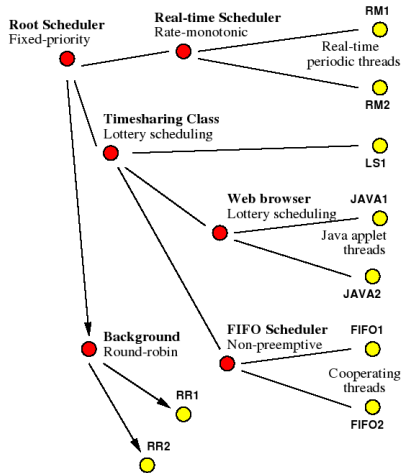 Root Scheduler
Fixed-priority
Real-time Scheduler
Rate-monotonic
RM1
Real-time
periodic threads
RM2
Timesharing Class
Lottery scheduling
LS1
Web browser
Lottery scheduling
JAVA1
Java applet
threads
JAVA2
Background
Round-robin
FIFO Scheduler
Non-preemptive
FIFO1
Cooperating
threads
FIFO2
RR1
RR2